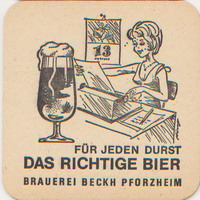 13
FÜR JEDEN DURST
DAS RICHTIGE BIER
BRAUEREI BECKH PFORZHEIM